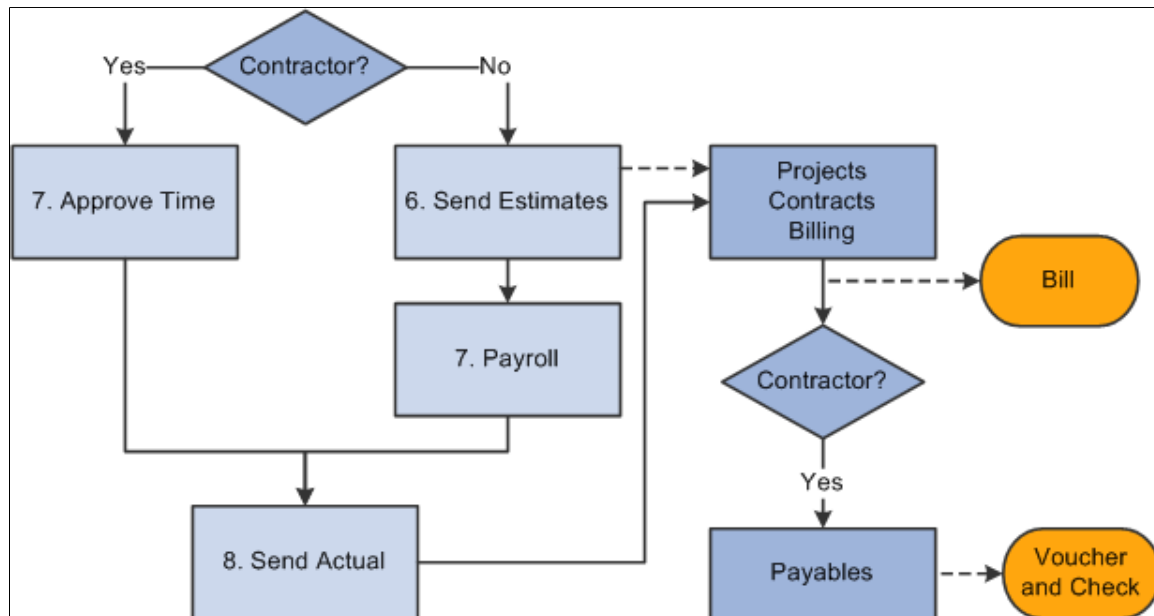 Contractor?
Yes
No
7. Approve Time
6. Send Estimates
Projects
Contracts
Billing
Bill
7. Payroll
Contractor?
Yes
8. Send Actual
Payables
Voucher
and Check